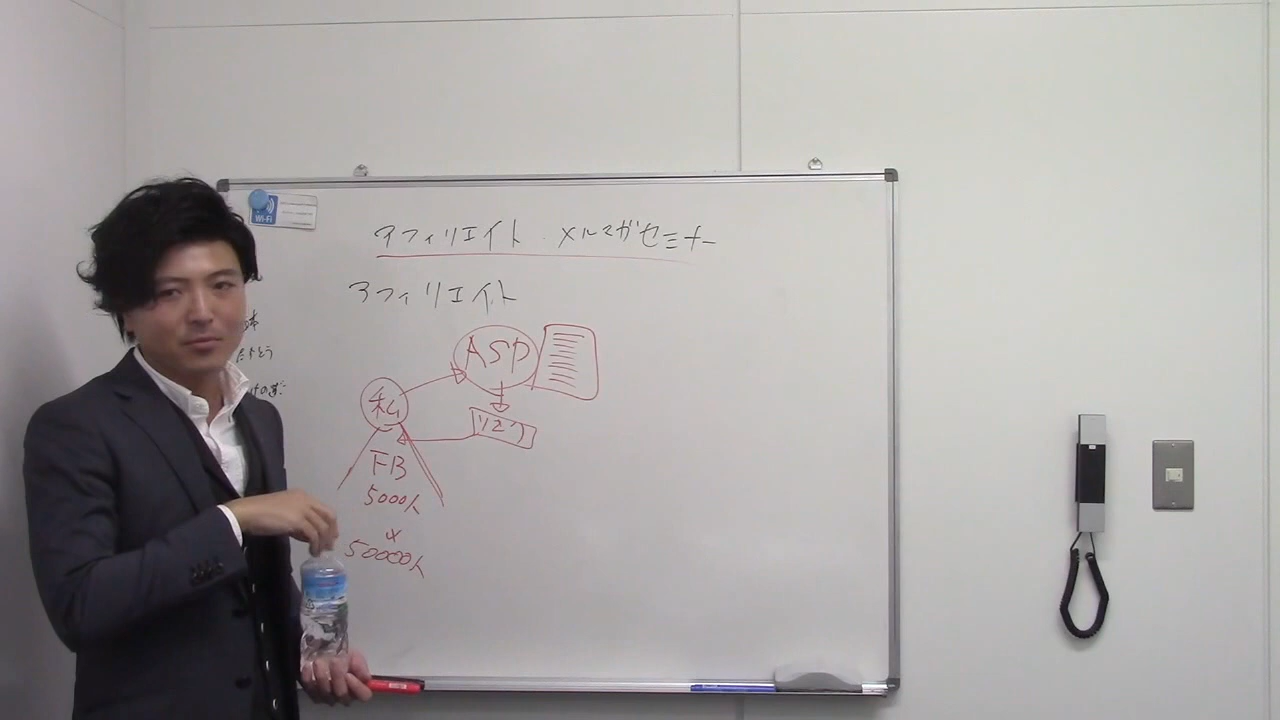 Wi-Fi
アフィリエイト メルマガセミナー
アフィリエイト
ASP
私
リンク
FB
5000人
50000人